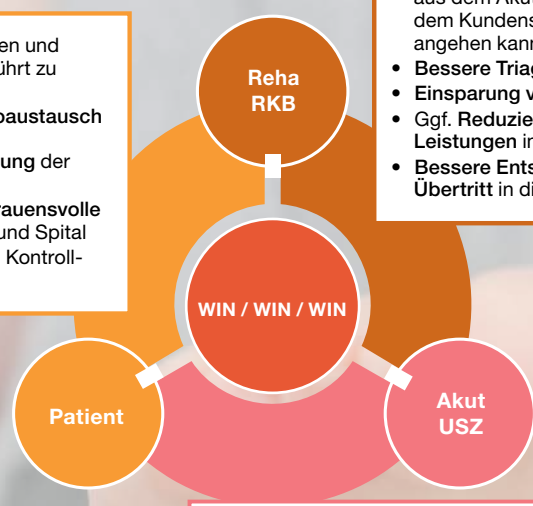 en und
ührt zu
austausch
ung der
rauensvolle
und Spital
Kontroll-
Reha
RKB
dem Kundens
angehen kann
• Bessere Triag
• Einsparung v
• Ggf. Reduzie
Leistungen in
• Bessere Ents
Übertritt in di
WIN / WIN / WIN
Patient
Akut
USZ